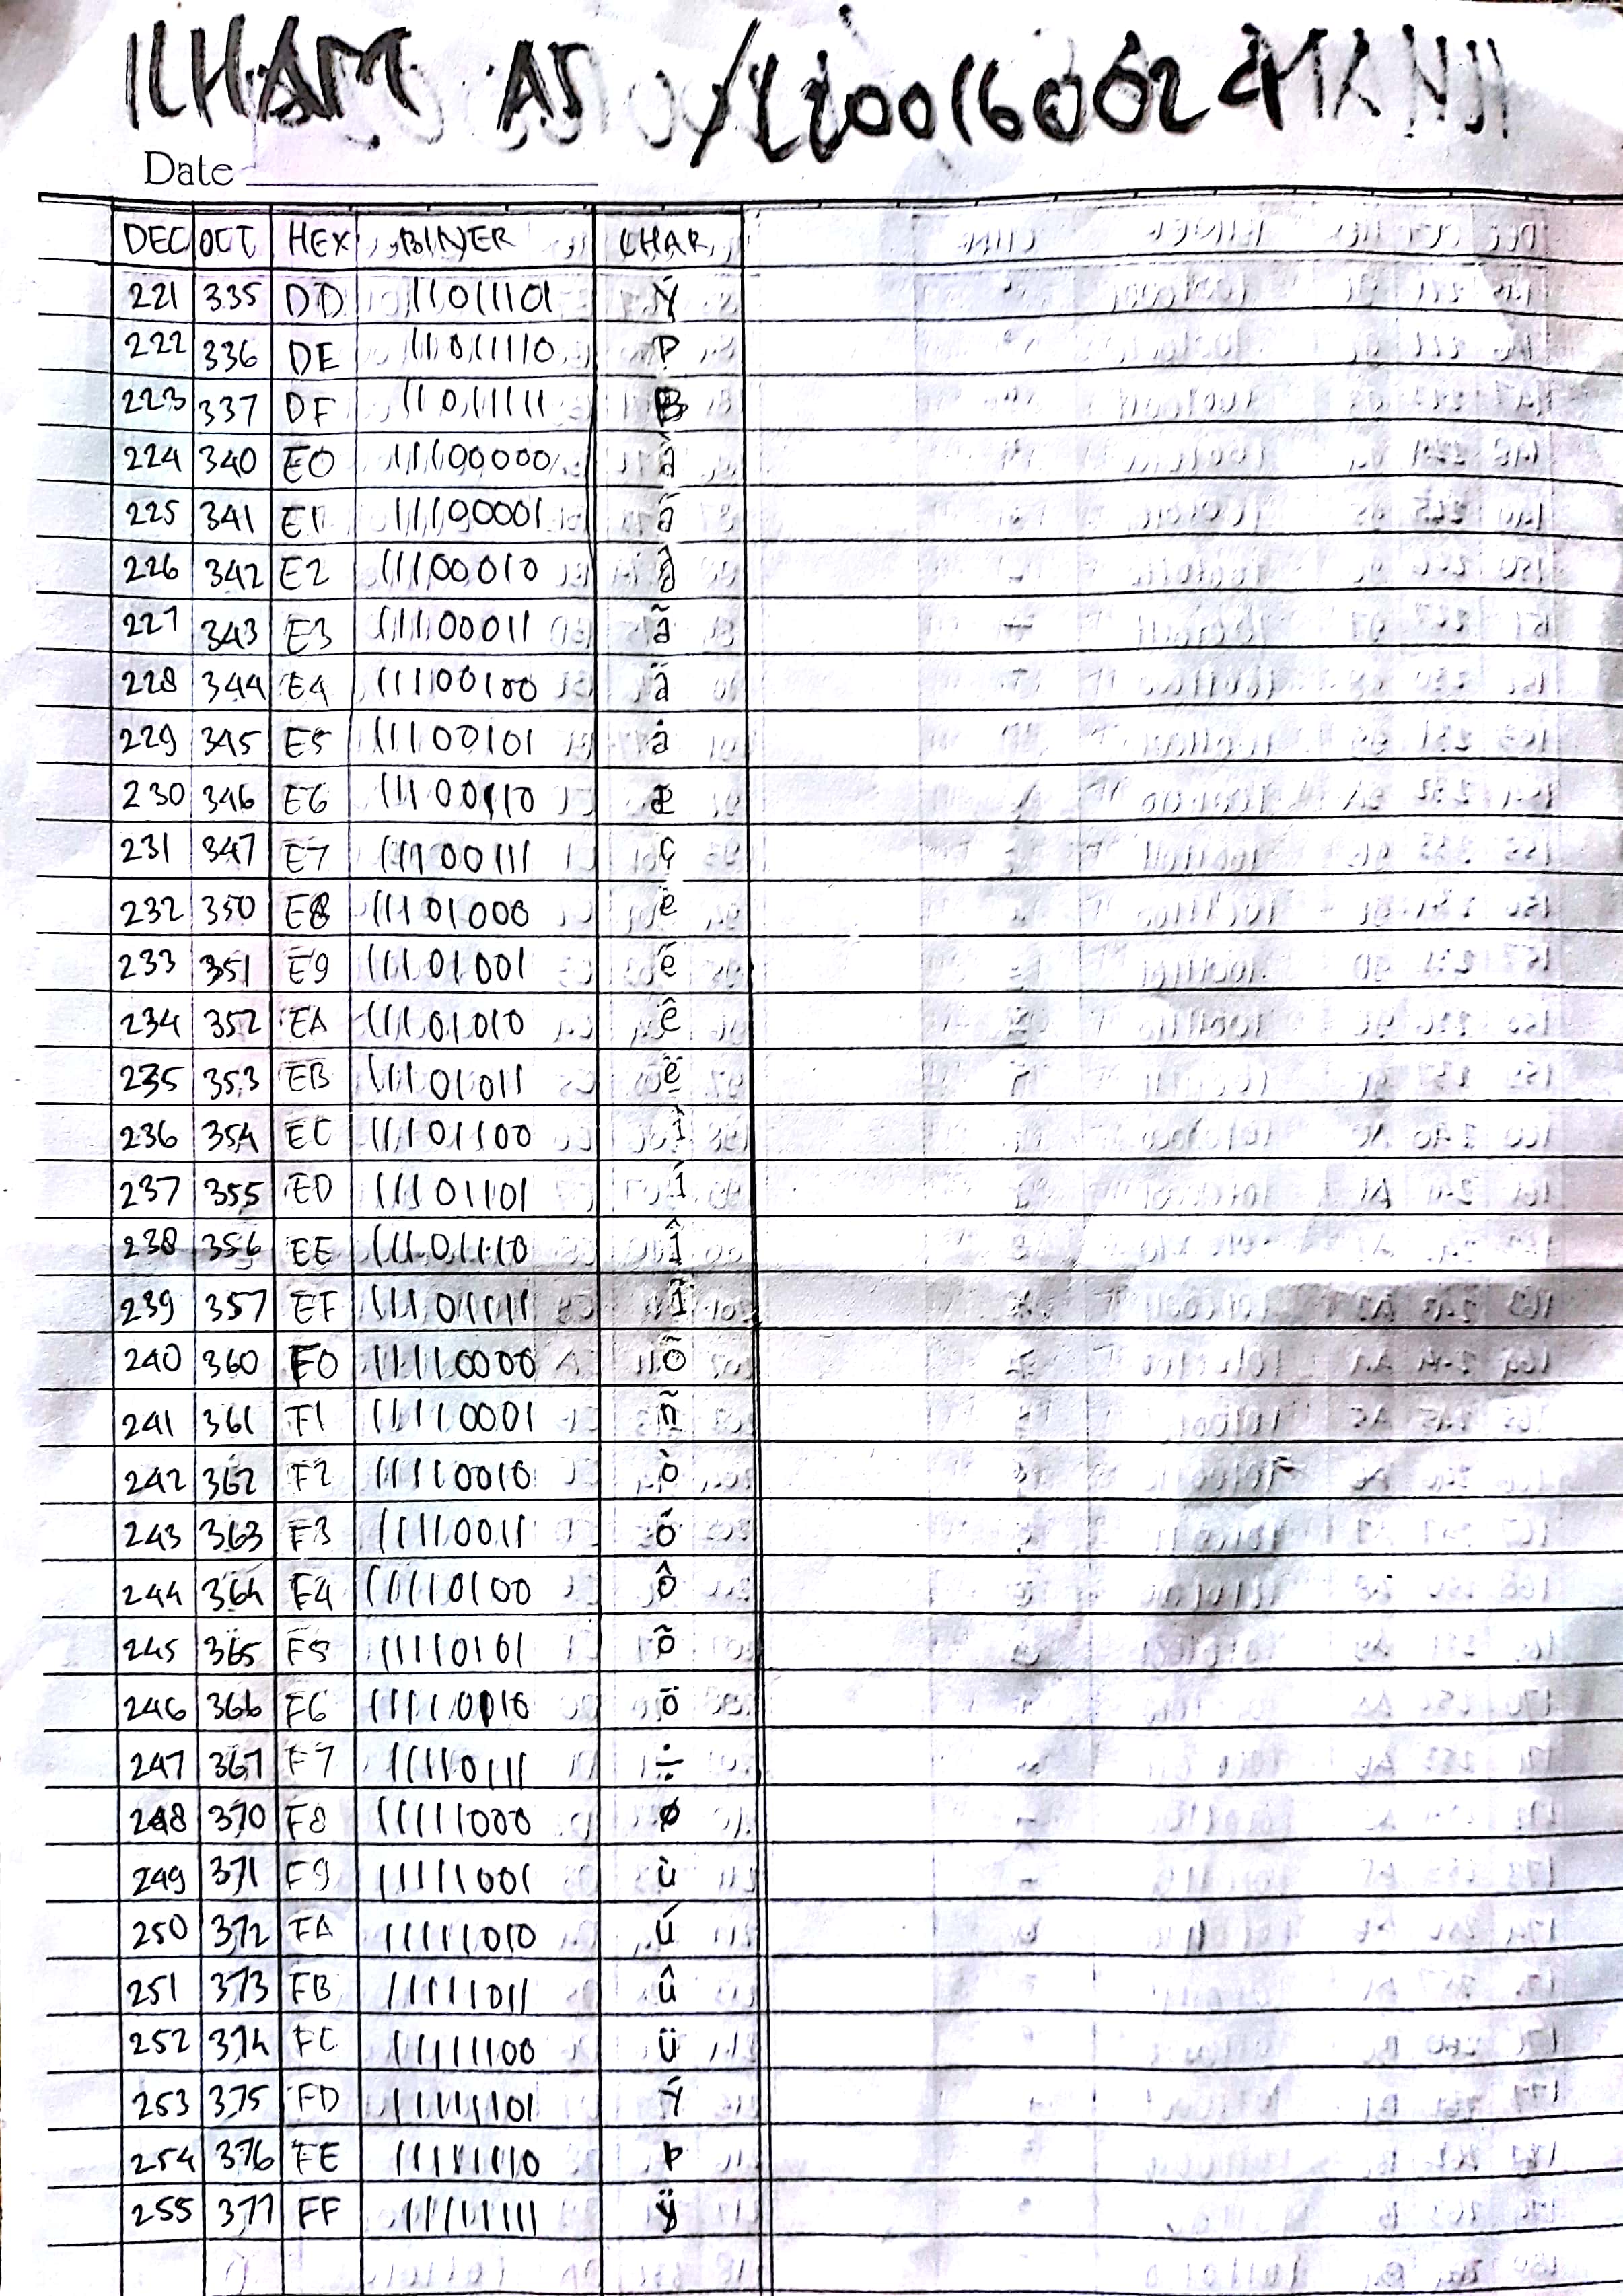 ILHAM AS /2200160024
Date
DEC OCT HEX BINER CHAR
221 335 DD 11011101 Ý
222 336 DE 11011110 Þ
223 337 DF 11011111 ß
224 340 E0 11100000 à
225 341 E1 11100001 á
226 342 E2 11100010 â
227 343 E3 11100011 ã
228 344 E4 11100100 ä
229 345 E5 11100101 å
230 346 E6 11100110 æ
231 347 E7 11100111 ç
232 350 E8 11101000 è
233 351 E9 11101001 é
234 352 EA 11101010 ê
235 353 EB 11101011 ë
236 354 EC 11101100 ì
237 355 ED 11101101 í
238 356 EE 11101110 î
239 357 EF 11101111 ï
240 360 F0 11110000 õ
241 361 F1 11110001 ñ
242 362 F2 11110010 ò
243 363 F3 11110011 ó
244 364 F4 11110100 ô
245 365 F5 11110101 õ
246 366 F6 11110010 ö
247 367 F7 11110111 ÷
248 370 F8 11111000 ø
249 371 F9 11111001 ù
250 372 FA 11111010 ú
251 373 FB 11111011 û
252 374 FC 11111100 ü
253 375 FD 11111101 ý
254 376 FE 11111110 þ
255 377 FF 11111111 ÿ